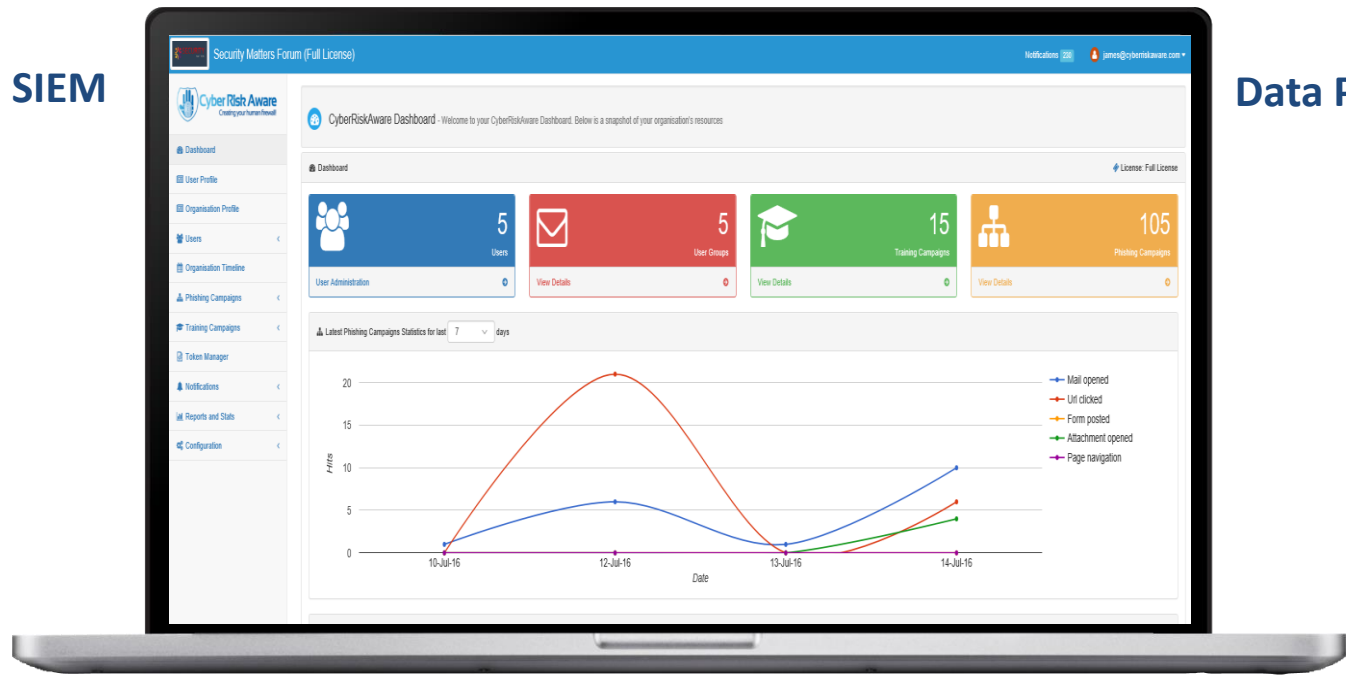 SIEM
Data P
Security Matters Forum (Full License)
Notifications 230
james@cyberriskaware.com
Cyber Risk Aware
Creating your human firewall
CyberRiskAware Dashboard - Welcome to your CyberRiskAware Dashboard. Below is a snapshot of your organisation's resources
Dashboard
User Profile
Organisation Profile
Users
Organisation Timeline
Phishing Campaigns
Training Campaigns
Token Manager
Notifications
Reports and Stats
Configuration
Dashboard
License: Full License
5
Users
User Administration
5
User Groups
View Details
15
Training Campaigns
View Details
105
Phishing Campaigns
View Details
Latest Phishing Campaigns Statistics for last 7 days
20
15
10
5
0
Hits
10-Jul-16
12-Jul-16
13-Jul-16
14-Jul-16
Date
Mail opened
Url clicked
Form posted
Attachment opened
Page navigation